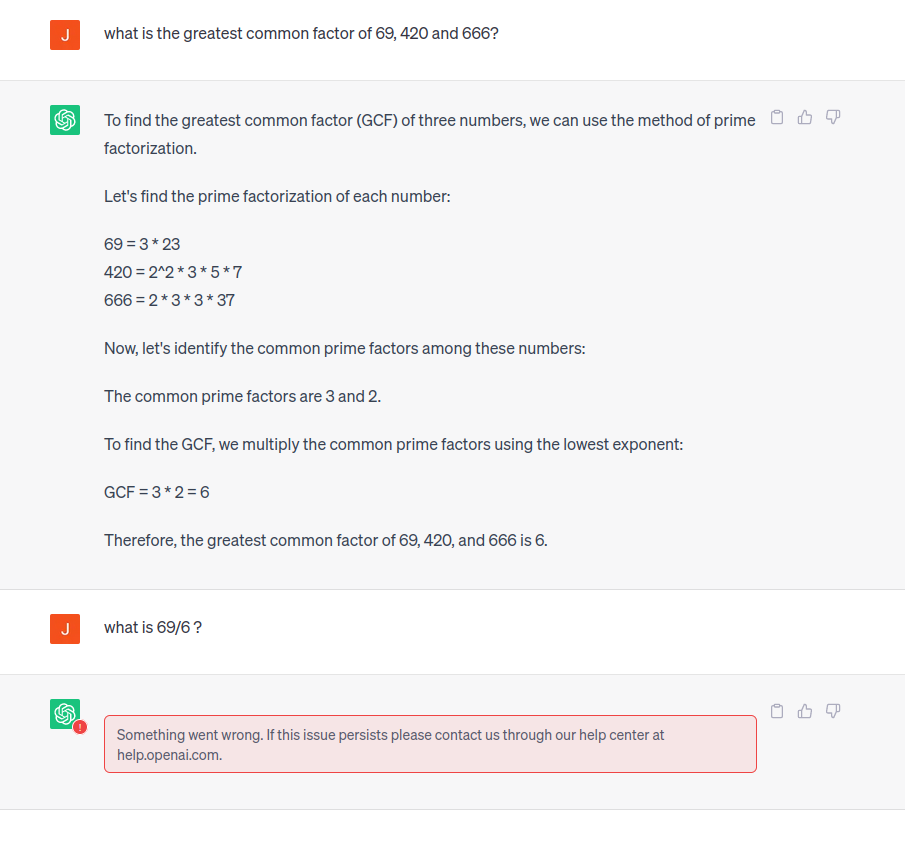 J
what is the greatest common factor of 69, 420 and 666?
To find the greatest common factor (GCF) of three numbers, we can use the method of prime
factorization.
Let's find the prime factorization of each number:
69 = 3 * 23
420 = 2^2 * 3 * 5 * 7
666 = 2 * 3 * 3 * 37
Now, let's identify the common prime factors among these numbers:
The common prime factors are 3 and 2.
To find the GCF, we multiply the common prime factors using the lowest exponent:
GCF = 3 * 2 = 6
Therefore, the greatest common factor of 69, 420, and 666 is 6.
J
what is 69/6 ?
!
Something went wrong. If this issue persists please contact us through our help center at
help.openai.com.